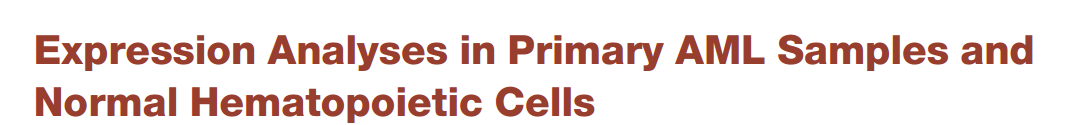 Expression Analyses in Primary AML Samples and
Normal Hematopoietic Cells